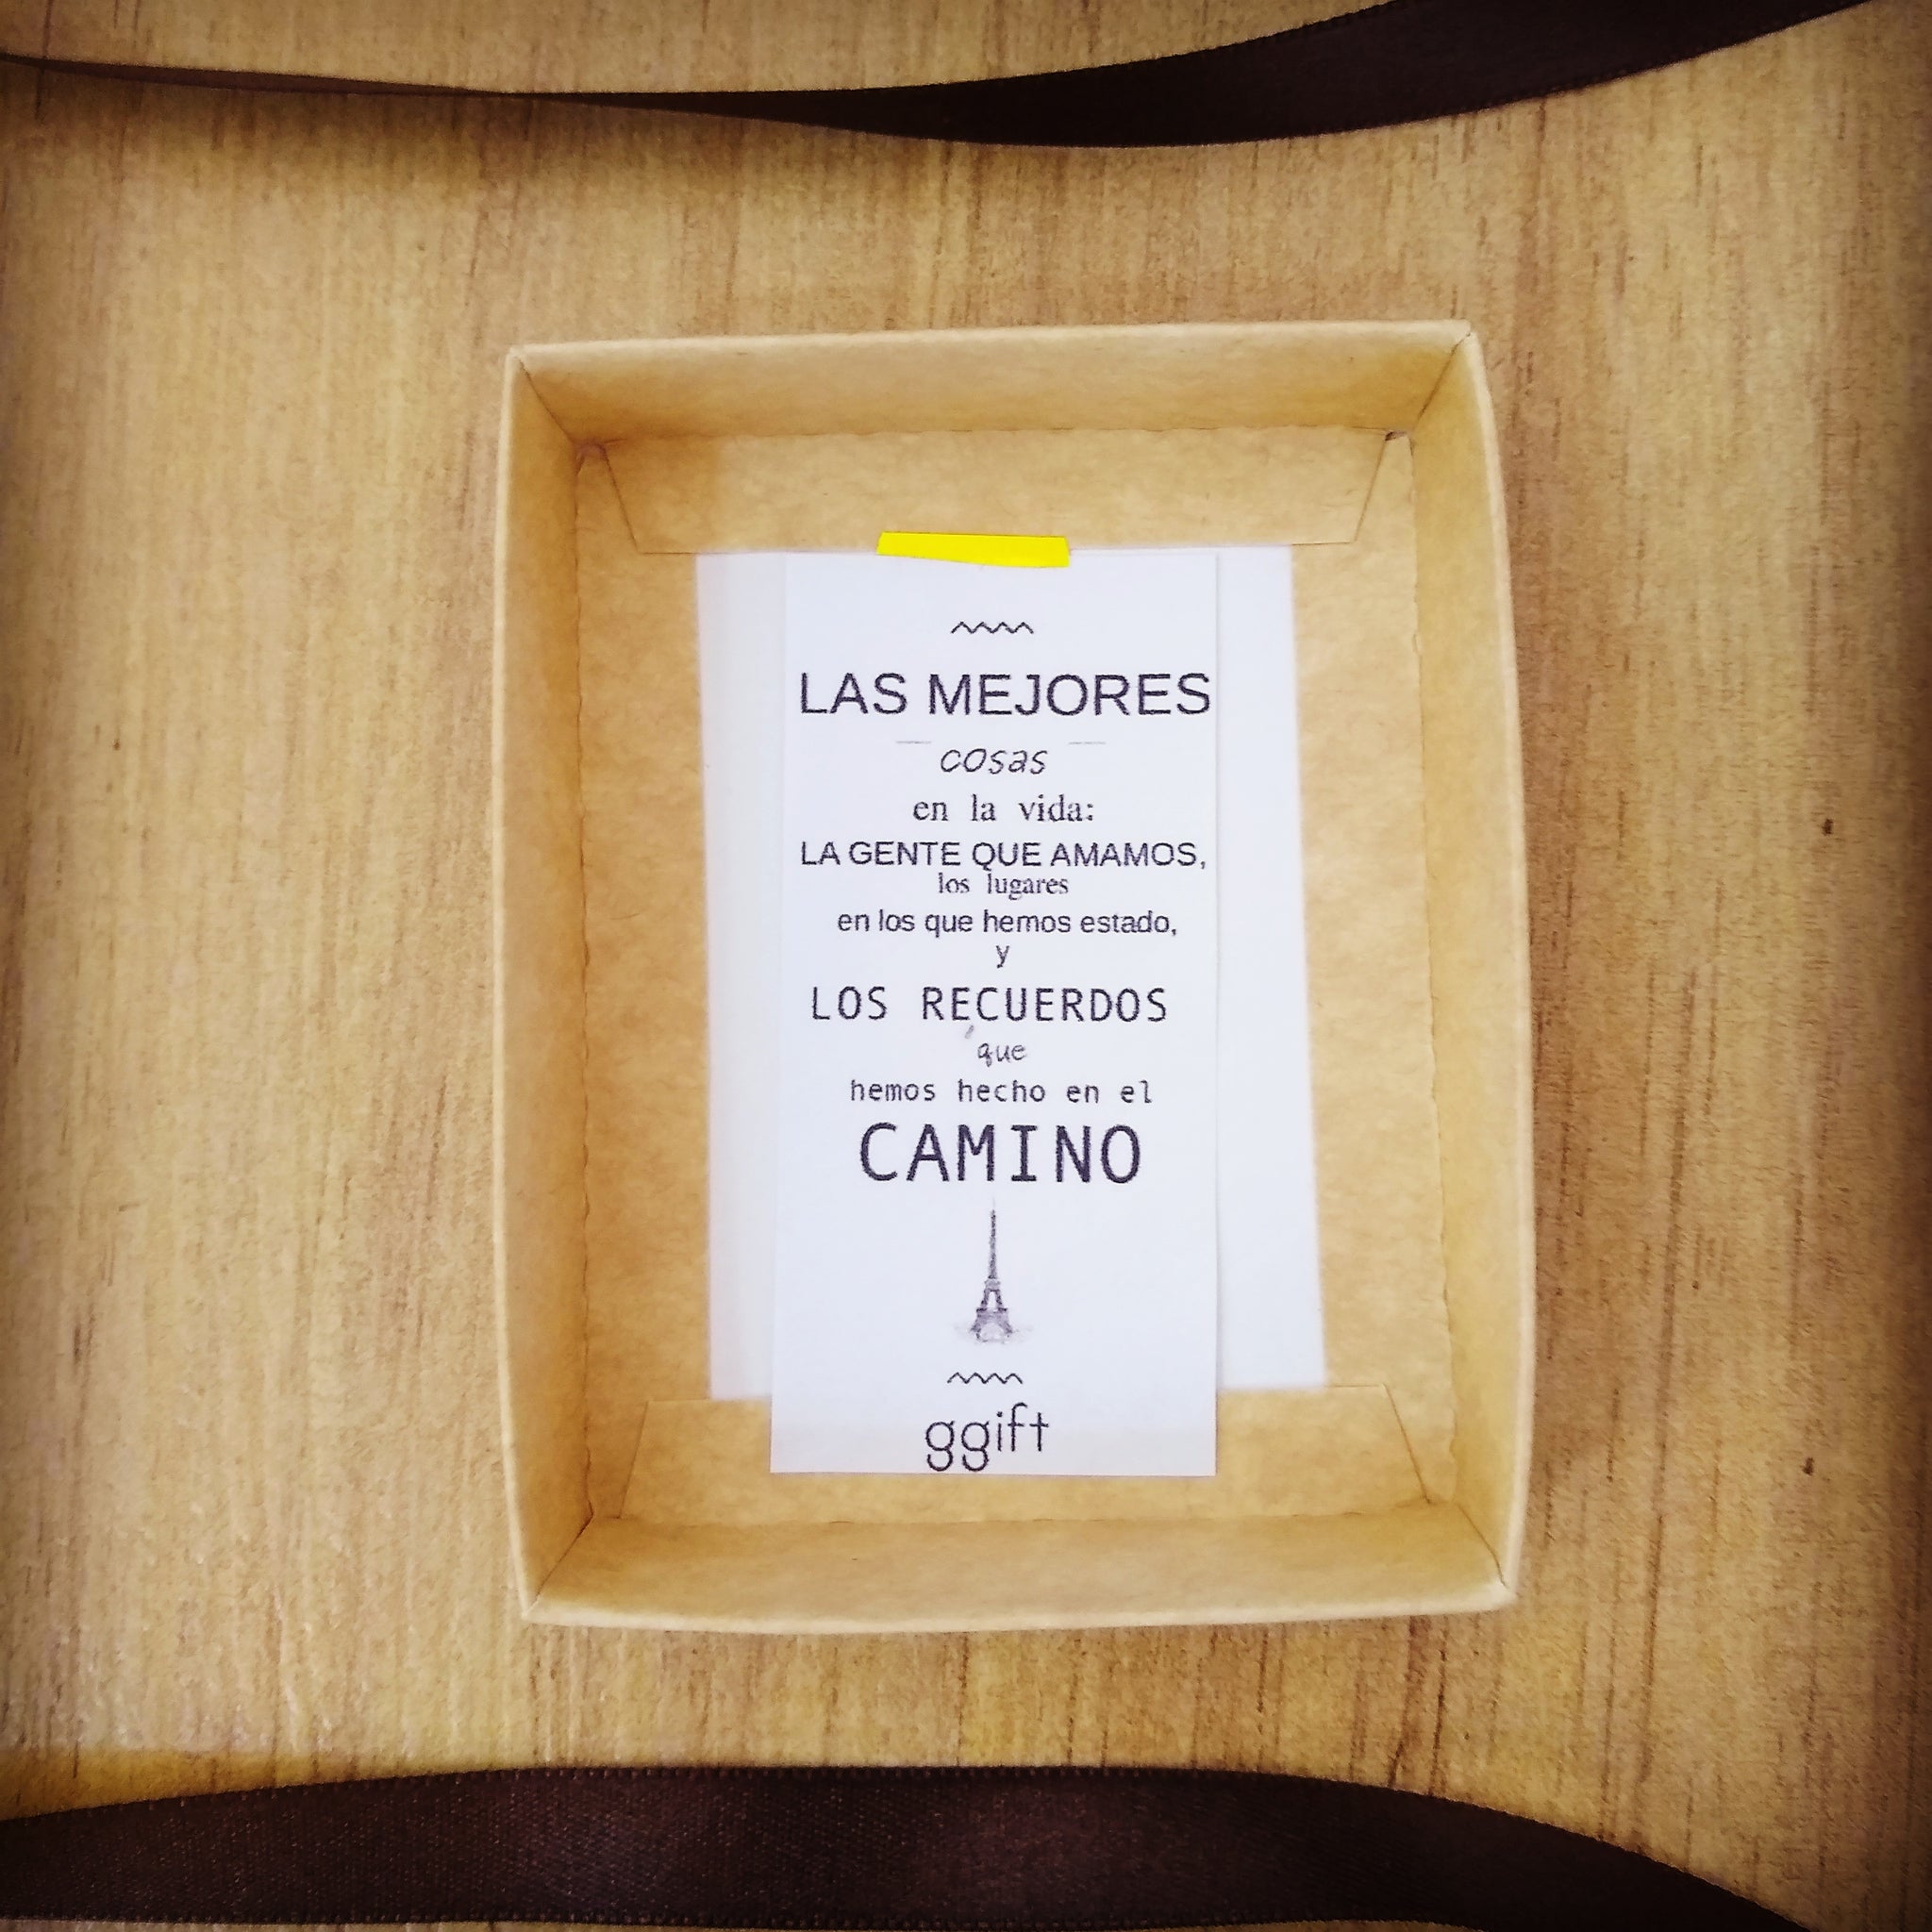 LAS MEJORES
cosas
en la vida:
LA GENTE QUE AMAMOS,
los lugares
en los que hemos estado,
y
LOS RECUERDOS
que
hemos hecho en el
CAMINO
ggift